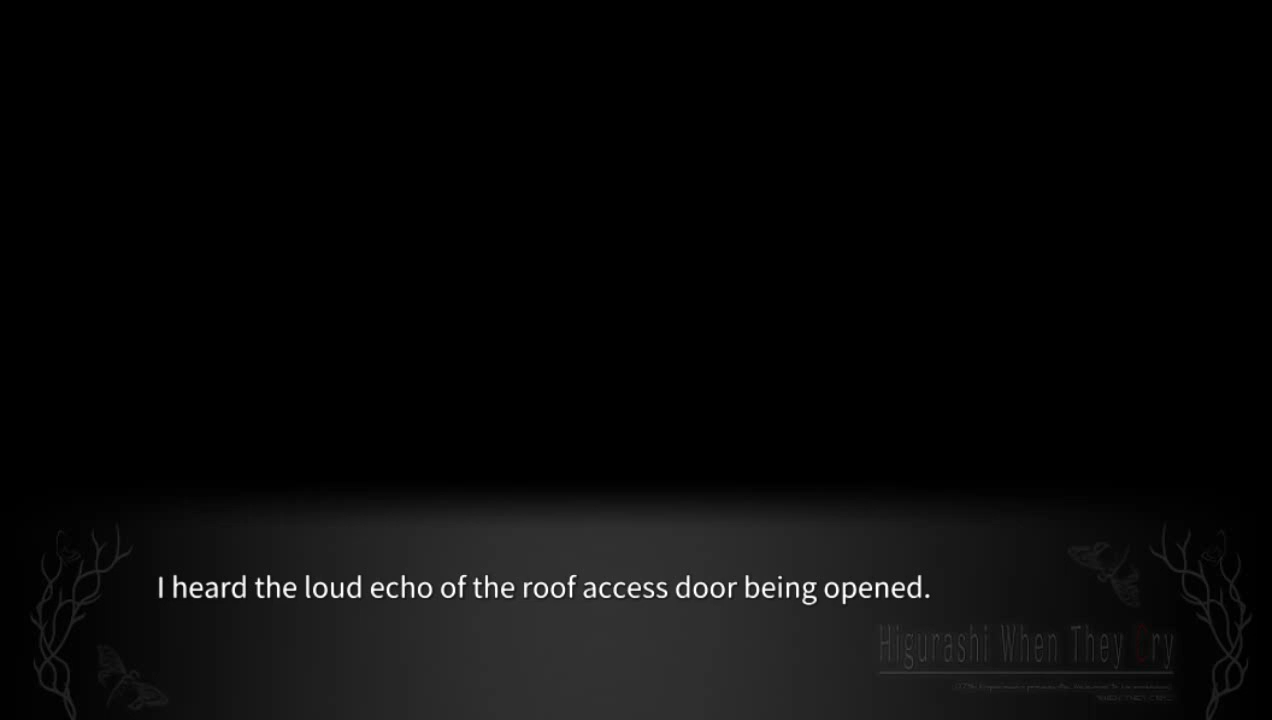 I heard the loud echo of the roof access door being opened.
Higurashi When They Cry